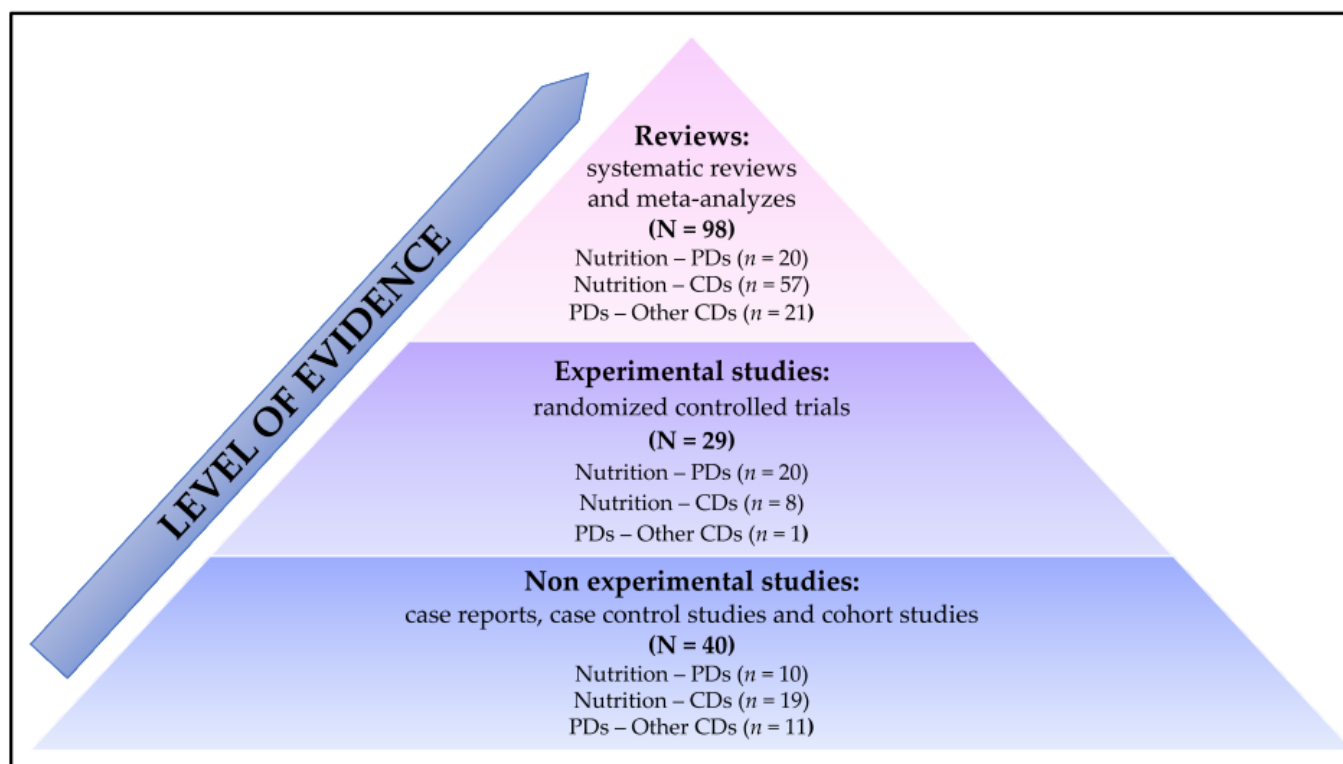 LEVEL OF EVIDENCE
Reviews:
systematic reviews
and meta-analyzes
(N = 98)
Nutrition – PDs (n = 20)
Nutrition – CDs (n = 57)
PDs – Other CDs (n = 21)
Experimental studies:
randomized controlled trials
(N = 29)
Nutrition – PDs (n = 20)
Nutrition – CDs (n = 8)
PDs – Other CDs (n = 1)
Non experimental studies:
case reports, case control studies and cohort studies
(N = 40)
Nutrition – PDs (n = 10)
Nutrition – CDs (n = 19)
PDs – Other CDs (n = 11)